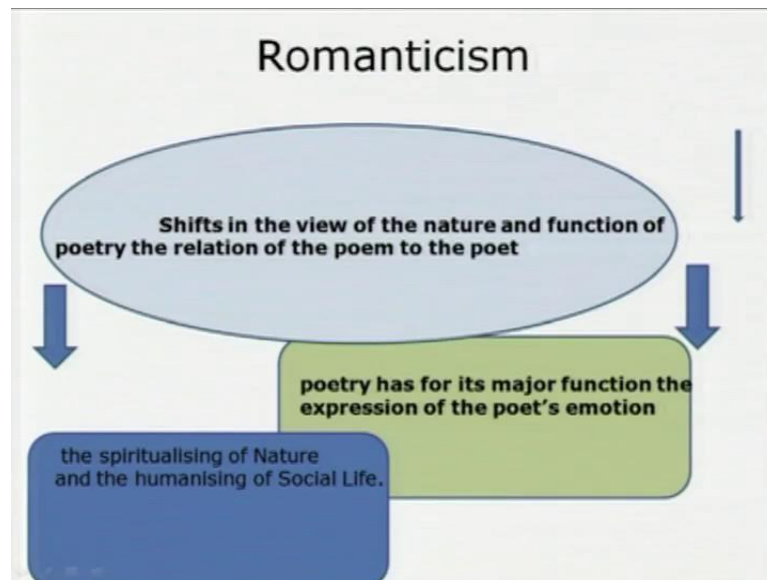 Romanticism
Shifts in the view of the nature and function of
poetry the relation of the poem to the poet
poetry has for its major function the
expression of the poet's emotion
the spiritualising of Nature
and the humanising of Social Life.